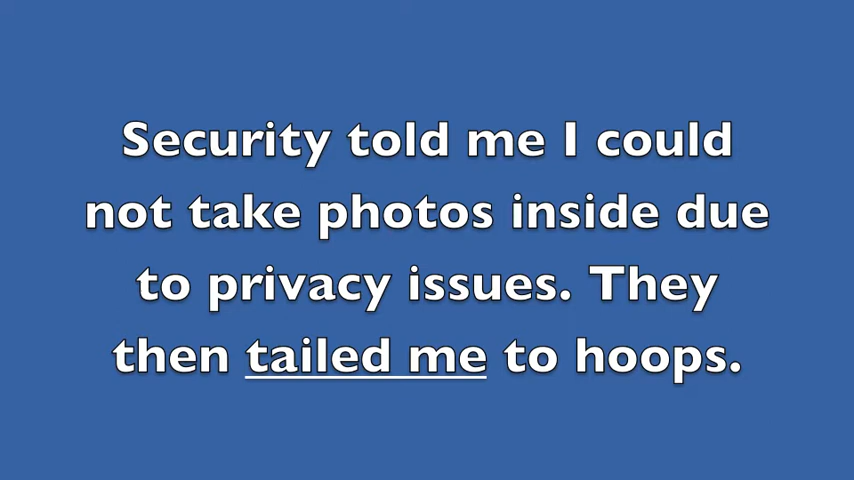 Security told me I could
not take photos inside due
to privacy issues. They
then tailed me to hoops.